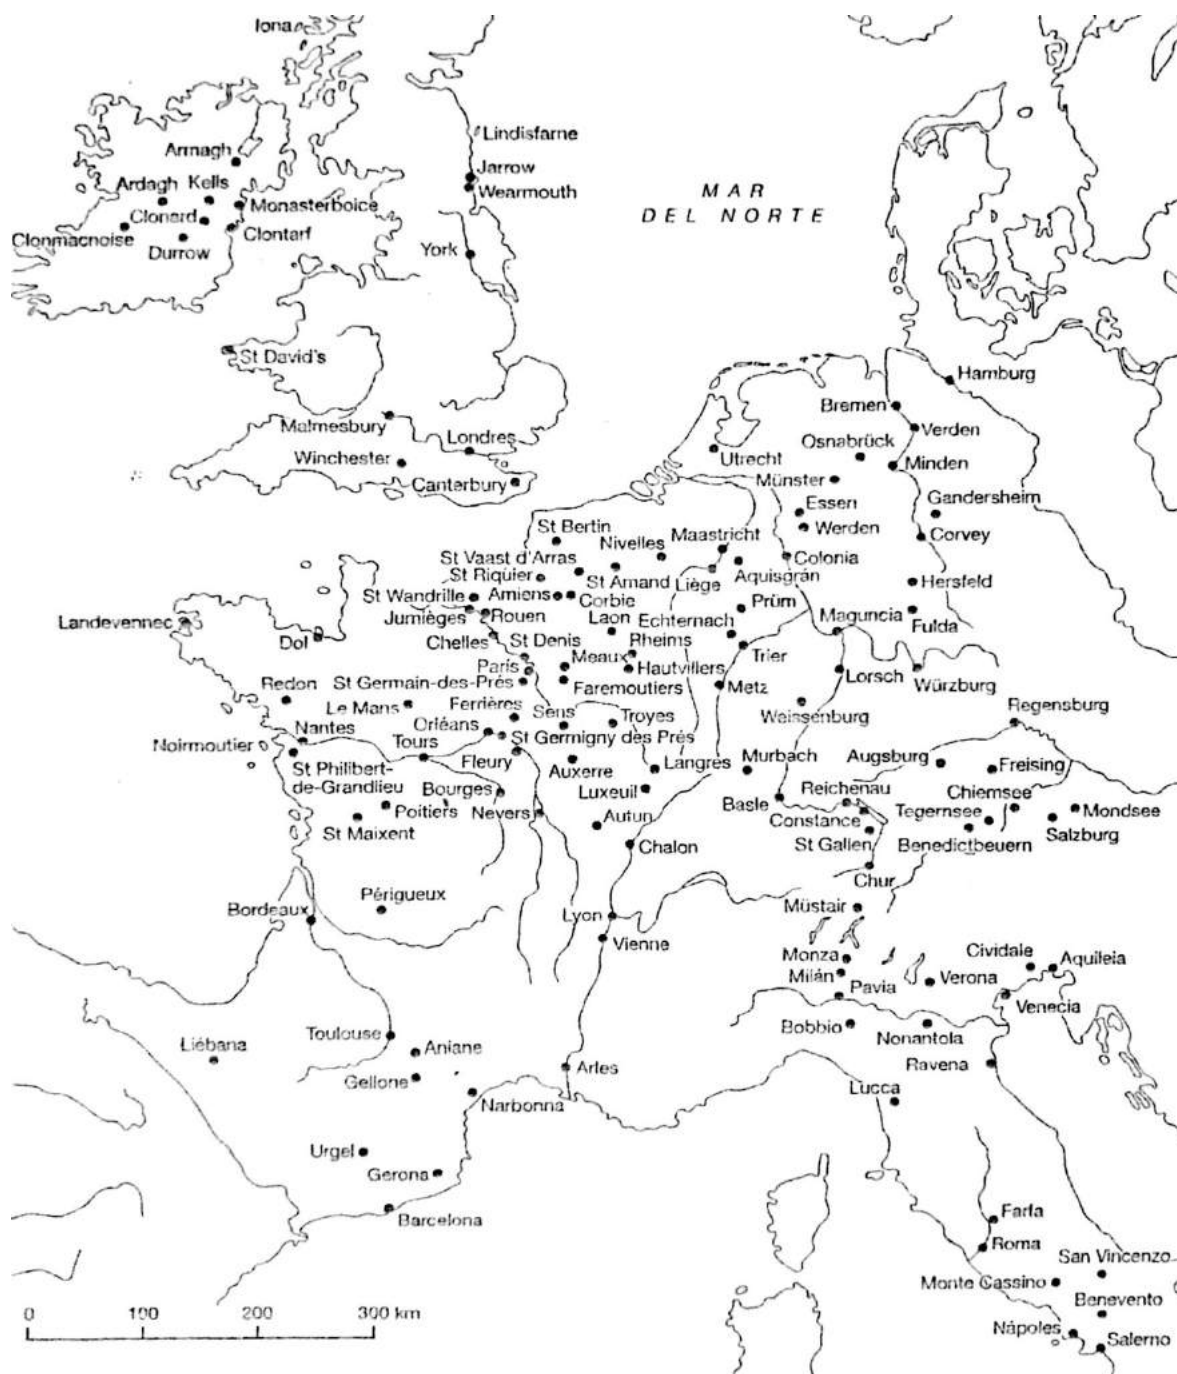 Iona
Lindisfarne
Armagh
Jarrow
Wearmouth
Ardagh
Kells
Monasterboice
Clonard
Clonmacnoise
Clontarf
Durrow
MAR
DEL NORTE
York
St David's
Hamburg
Bremen
Malmesbury
Verden
Londres
Osnabrück
Winchester
Utrecht
Minden
Canterbury
Münster
Essen
Gandersheim
St Bertin
Werden
Maastricht
Nivelles
Corvey
St Vaast d'Arras
Colonia
St Riquier
St Amand
Liège
Aquisgrán
Hersfeld
St Wandrille
Amiens
Corbie
Prüm
Jumièges
Rouen
Laon
Echternach
Maguncia
Fulda
Landevennec
Dol
Chelles
St Denis
Rheims
Trier
Paris
Meaux
Hautvillers
Lorsch
Würzburg
St Germain-des-Prés
Faremoutiers
Metz
Redon
Le Mans
Ferrières
Weissenburg
Regensburg
Sens
Troyes
Nantes
Orléans
St Germigny des Prés
Noirmoutier
Tours
Fleury
Murbach
Augsburg
St Philibert-
de-Grandlieu
Auxerre
Langres
Freising
Bourges
Luxeuil
Reichenau
Chiemsee
Poitiers
Nevers
Basle
Constance
Tegernsee
Mondsee
St Maixent
Autun
St Gallen
Benedictbeuern
Salzburg
Chalon
Chur
Périgueux
Müstair
Bordeaux
Lyon
Vienne
Monza
Cividale
Aquileia
Milán
Pavia
Verona
Venecia
Toulouse
Bobbio
Nonantola
Liébana
Aniane
Ravena
Gellone
Arles
Lucca
Narbonna
Urgel
Gerona
Barcelona
Farfa
Roma
San Vincenzo
Monte Cassino
Benevento
Nápoles
Salerno
0 100 200 300 km